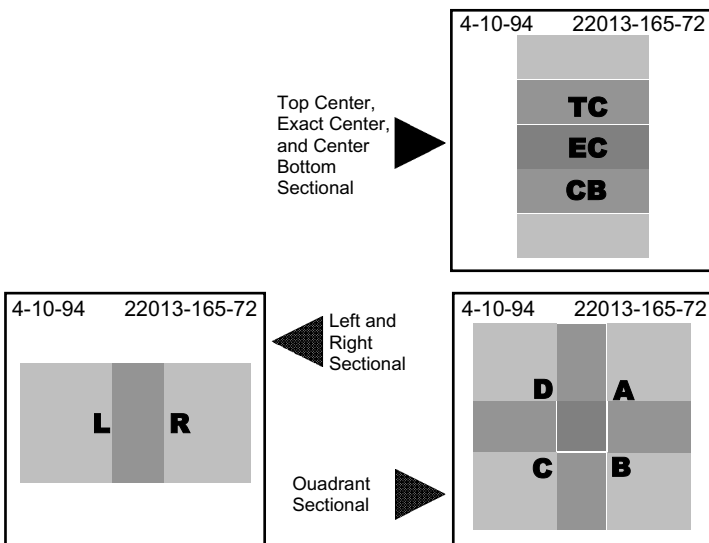 4-10-94 22013-165-72
TC
EC
CB
Top Center,
Exact Center,
and Center
Bottom
Sectional
4-10-94 22013-165-72
L R
Left and
Right
Sectional
4-10-94 22013-165-72
D A
C B
Ouadrant
Sectional